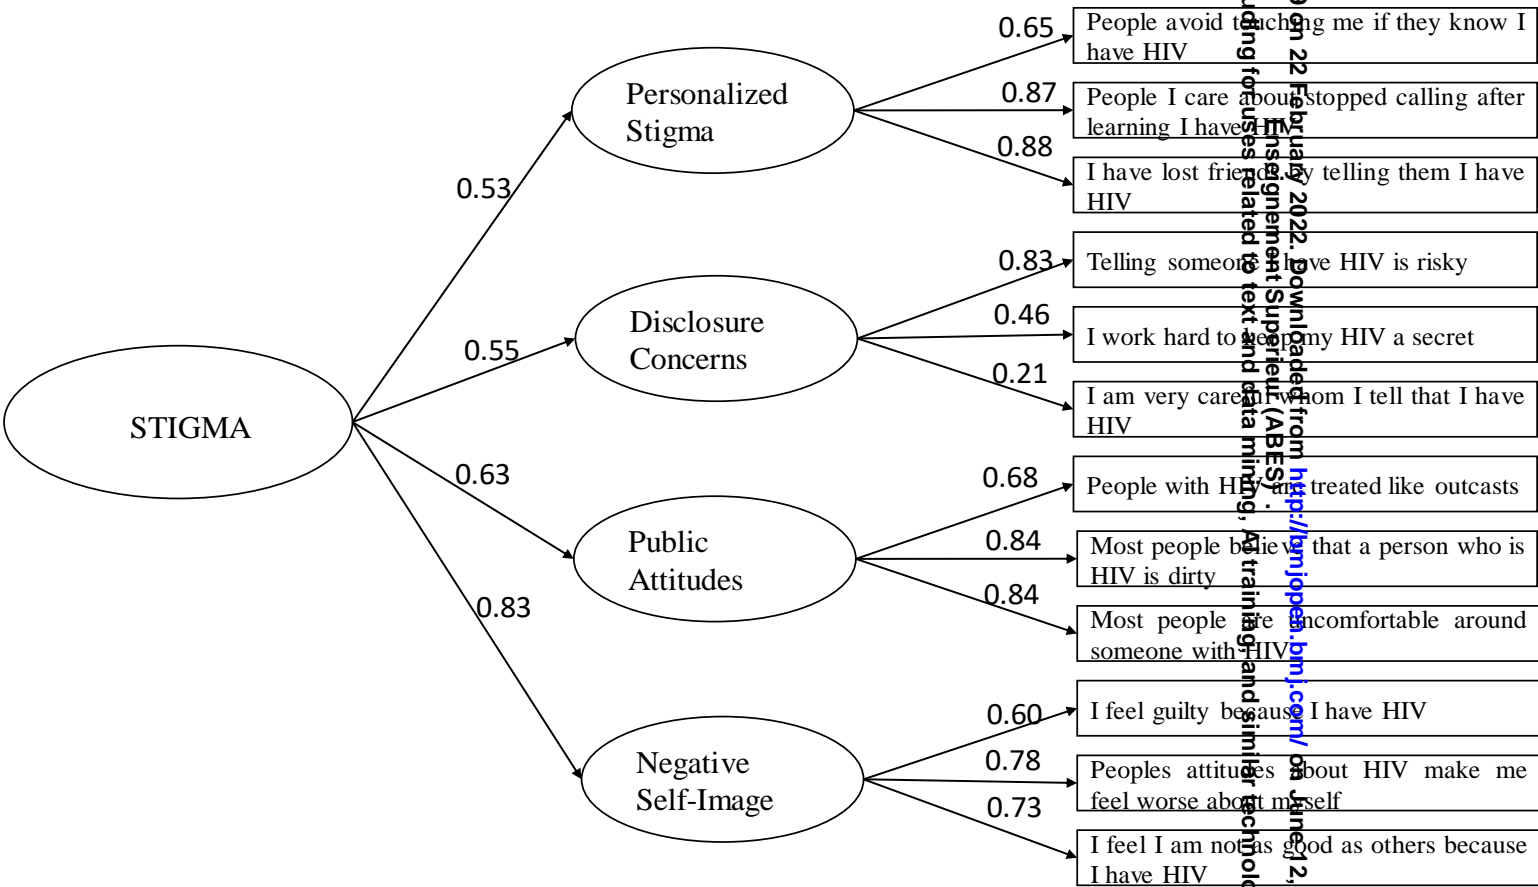 0.65
People avoid touching me if they know I
have HIV
Personalized
Stigma
0.87
People I care about stopped calling after
learning I have HIV
0.88
I have lost friends by telling them I have
HIV
0.53
0.83
Telling someone I have HIV is risky
Disclosure
Concerns
0.46
I work hard to keep my HIV a secret
0.55
0.21
I am very careful whom I tell that I have
HIV
STIGMA
0.63
0.68
People with HIV are treated like outcasts
Public
Attitudes
0.84
Most people believe that a person who is
HIV is dirty
0.84
Most people are uncomfortable around
someone with HIV
0.83
0.60
I feel guilty because I have HIV
Negative
Self-Image
0.78
Peoples attitudes about HIV make me
feel worse about myself
0.73
I feel I am not as good as others because
I have HIV
on 22 February 2022. Downloaded from http://bmjopen.bmj.com/ on June 12,
Enseignement Superieur (ABES) .
uding for uses related to text and data mining, AI training, and similar technolo